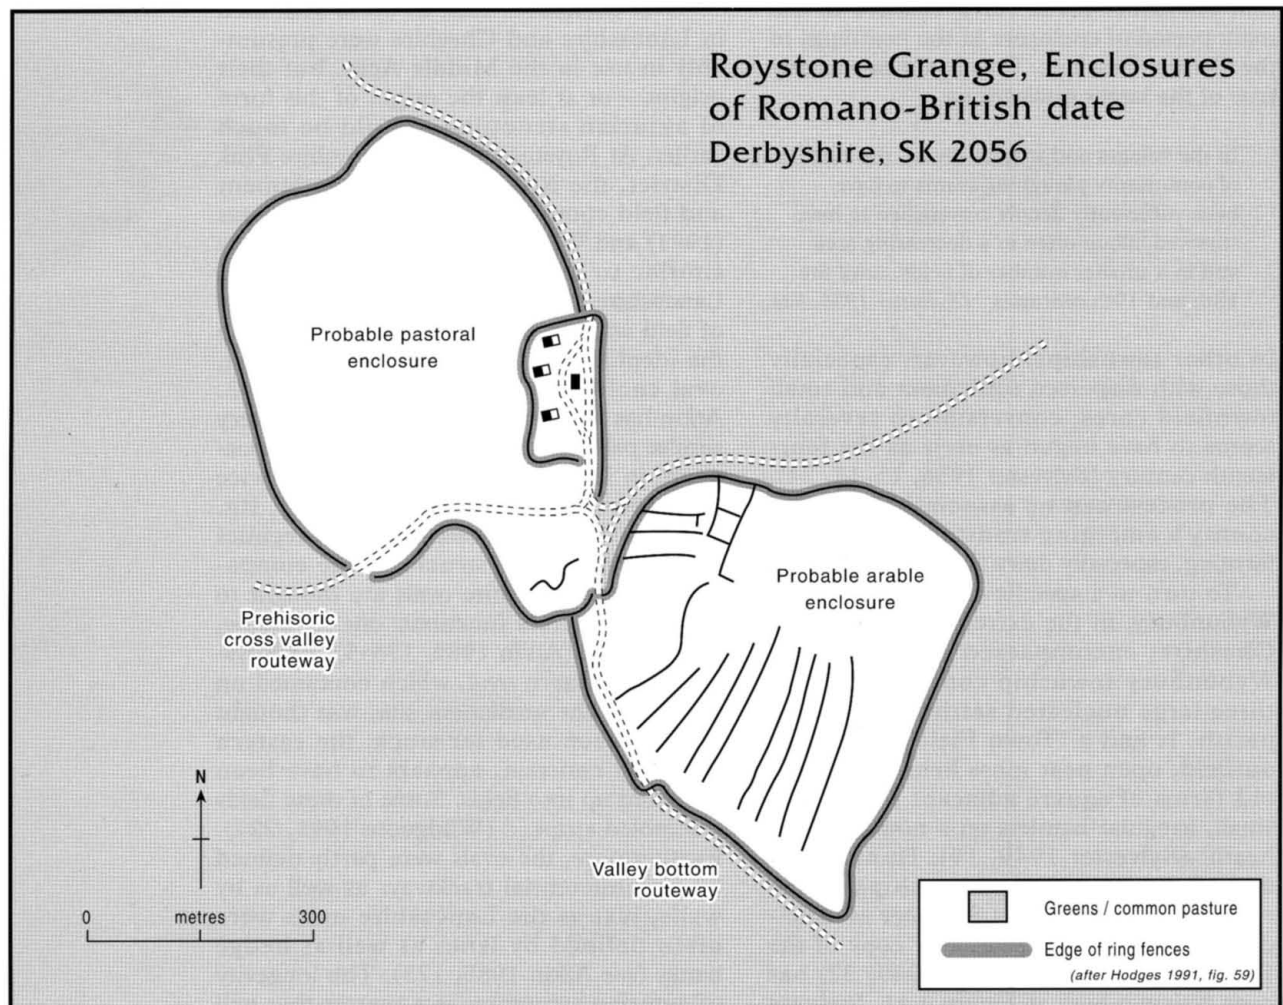 Roystone Grange, Enclosures
of Romano-British date
Derbyshire, SK 2056
Probable pastoral
enclosure
Probable arable
enclosure
Prehisoric
cross valley
routeway
Valley bottom
routeway
N
0 metres 300
Greens / common pasture
Edge of ring fences
(after Hodges 1991, fig. 59)